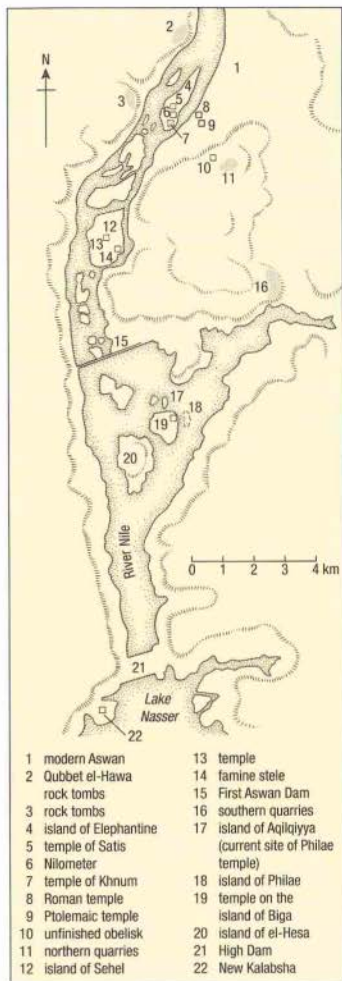 2
N
1
4
3
5
8
6
9
7
10
11
12
13
14
16
15
17
18
19
20
River Nile
0 1 2 3 4 km
21
Lake
Nasser
22
1 modern Aswan
2 Qubbet el-Hawa
rock tombs
3 rock tombs
4 island of Elephantine
5 temple of Satis
6 Nilometer
7 temple of Khnum
8 Roman temple
9 Ptolemaic temple
10 unfinished obelisk
11 northern quarries
12 island of Sehel
13 temple
14 famine stele
15 First Aswan Dam
16 southern quarries
17 island of Aqilqiyya
(current site of Philae
temple)
18 island of Philae
19 temple on the
island of Biga
20 island of el-Hesa
21 High Dam
22 New Kalabsha